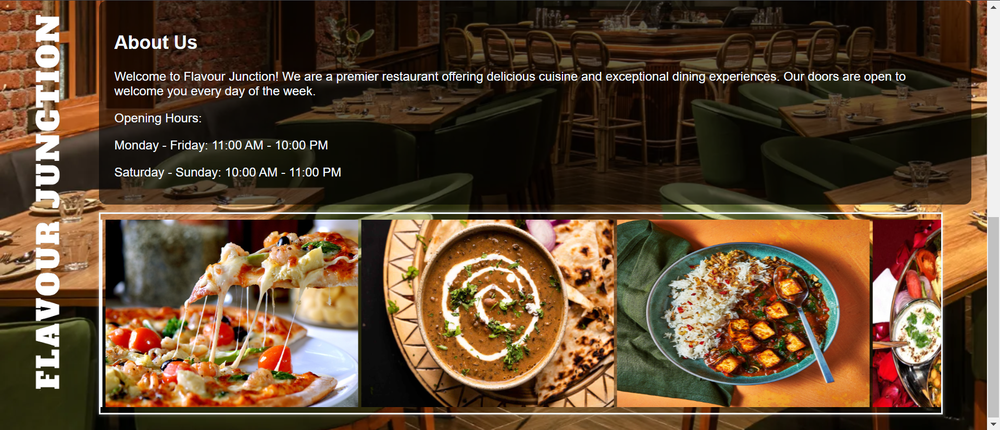 FLAVOUR JUNCTION
About Us
Welcome to Flavour Junction! We are a premier restaurant offering delicious cuisine and exceptional dining experiences. Our doors are open to
welcome you every day of the week.
Opening Hours:
Monday - Friday: 11:00 AM - 10:00 PM
Saturday - Sunday: 10:00 AM - 11:00 PM